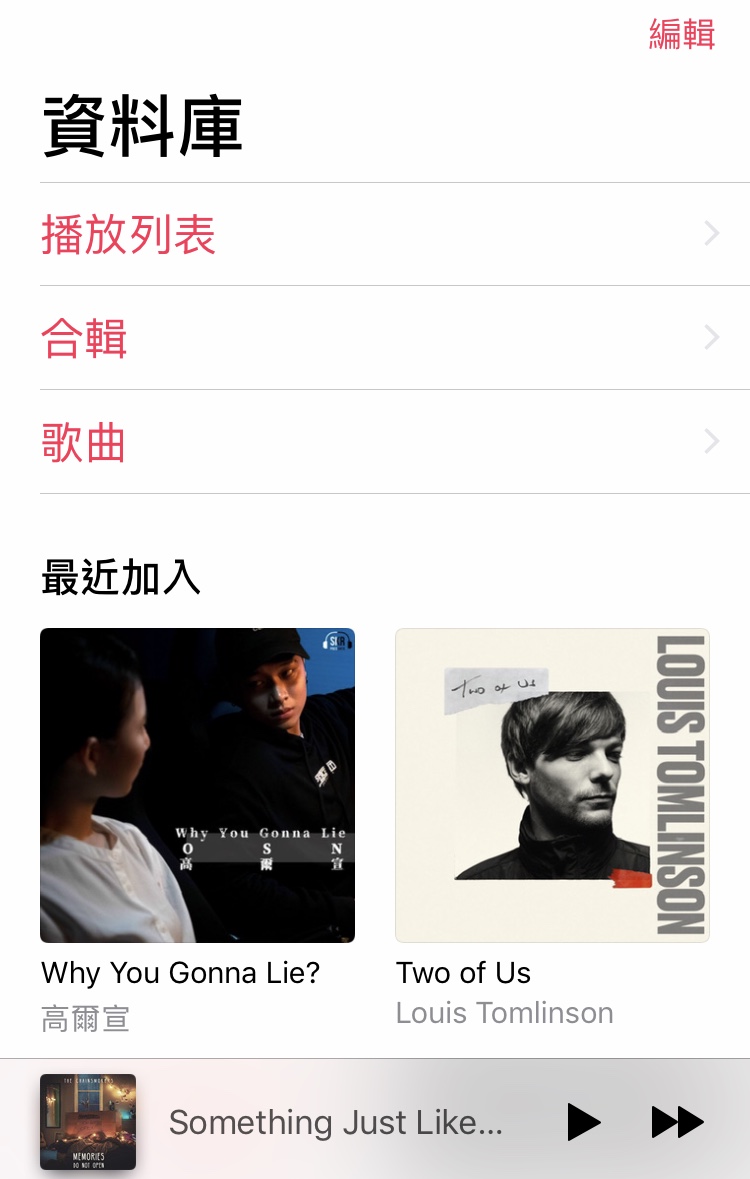 編輯
資料庫
播放列表
合輯
歌曲
最近加入
SKR
Why You Gonna Lie
O S N
高 爾 宣
Two of Us
LOUIS TOMLINSON
Why You Gonna Lie?
高爾宣
Two of Us
Louis Tomlinson
THE CHAINSMOKERS
MEMORIES
DO NOT OPEN
Something Just Like...